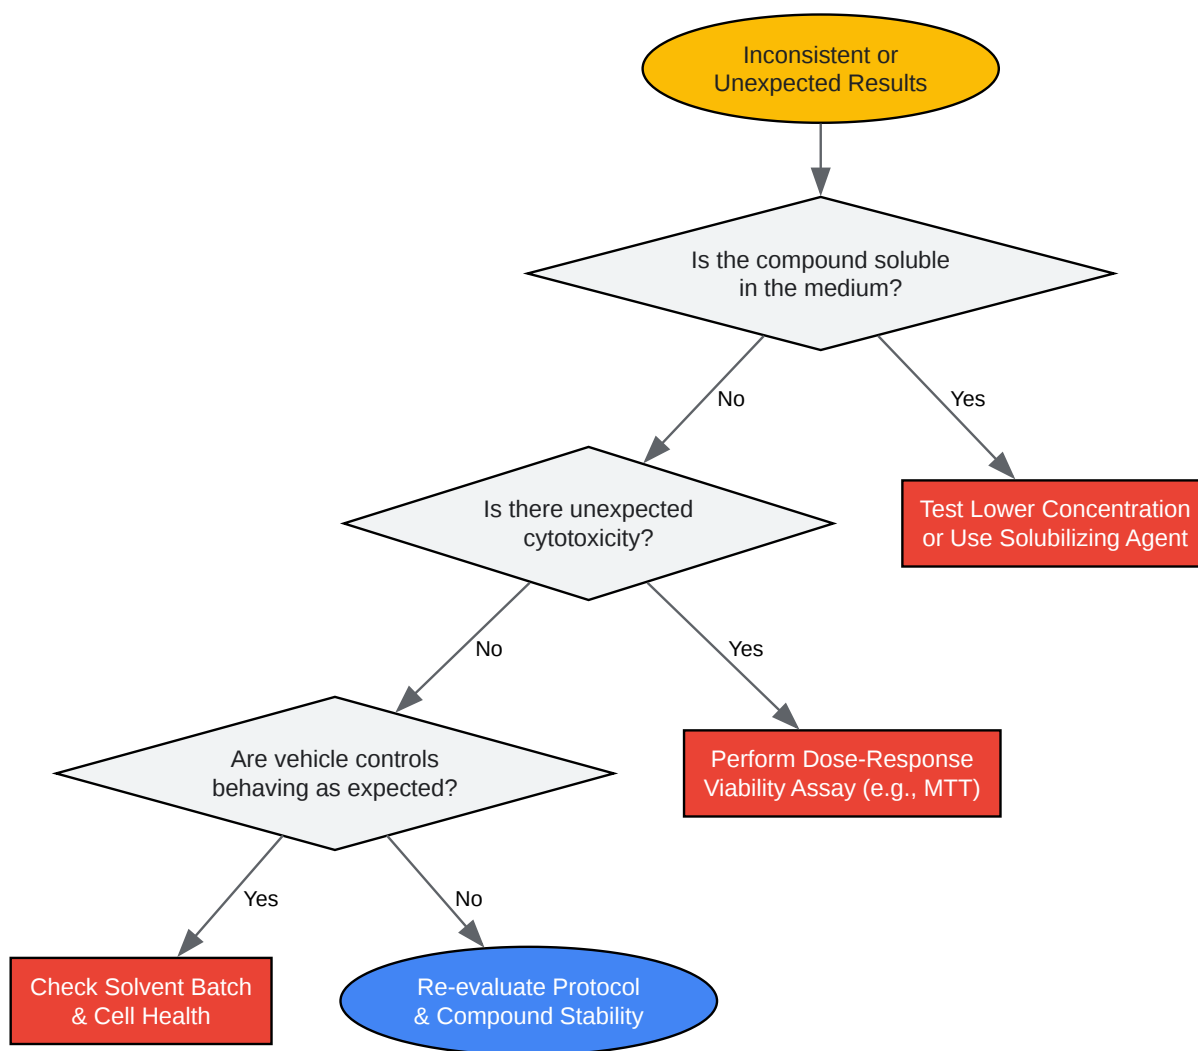 Inconsistent or
Unexpected Results
Is the compound soluble
in the medium?
No
Yes
Is there unexpected
cytotoxicity?
Test Lower Concentration
or Use Solubilizing Agent
No
Yes
Are vehicle controls
behaving as expected?
Perform Dose-Response
Viability Assay (e.g., MTT)
Yes
No
Check Solvent Batch
& Cell Health
Re-evaluate Protocol
& Compound Stability